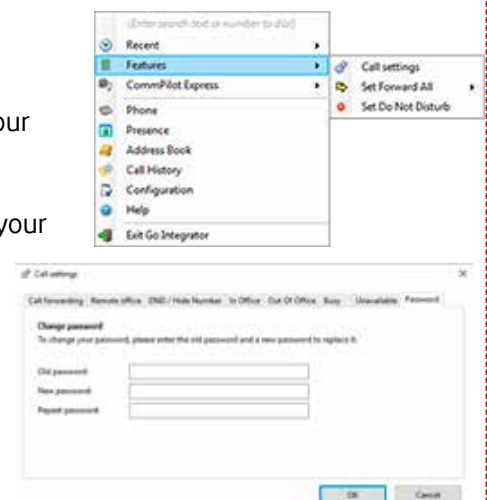 (Enter search text or number to dial)
Recent
Features
CommPilot Express
Phone
Presence
Address Book
Call History
Configuration
Help
Exit Go Integrator
Call settings
Set Forward All
Set Do Not Disturb
our
your
Call settings
Call forwarding Remote office DND / Hide Number In Office Out Of Office Busy Unavailable Password
Change password
To change your password, please enter the old password and a new password to replace it.
Old password:
New password:
Repeat password:
OK Cancel